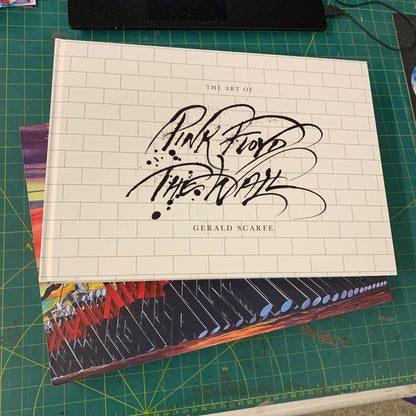 THE ART OF
PINK FLOYD
THE WALL
GERALD SCARFE